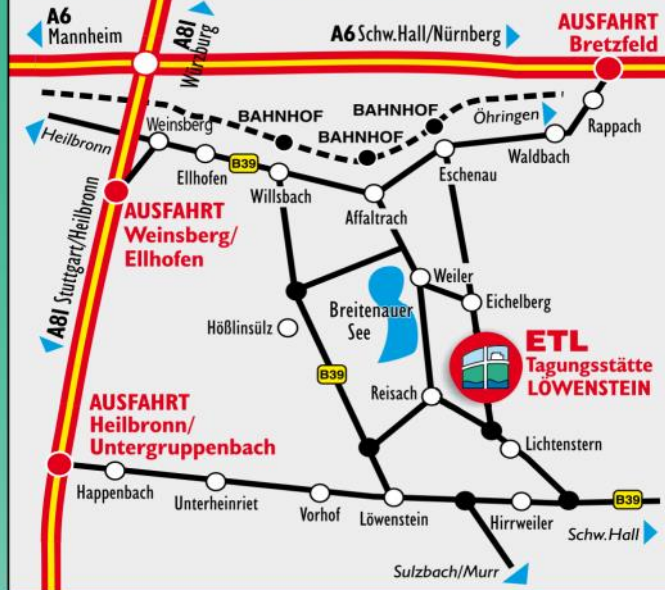 A6
Mannheim
A81
Würzburg
A6 Schw.Hall/Nürnberg
AUSFAHRT
Bretzfeld
BAHNHOF
BAHNHOF
BAHNHOF
Öhringen
Rappach
Heilbronn
Weinsberg
Ellhofen
B39
Willsbach
Affaltrach
Eschenau
Waldbach
AUSFAHRT
Weinsberg/
Ellhofen
A81 Stuttgart/Heilbronn
Weiler
Eichelberg
Breitenauer
See
Hößlinsülz
B39
ETL
Tagungsstätte
LÖWENSTEIN
Reisach
Lichtenstern
AUSFAHRT
Heilbronn/
Untergruppenbach
Happenbach
Unterheinriet
Vorhof
Löwenstein
Hirrweiler
B39
Schw.Hall
Sulzbach/Murr